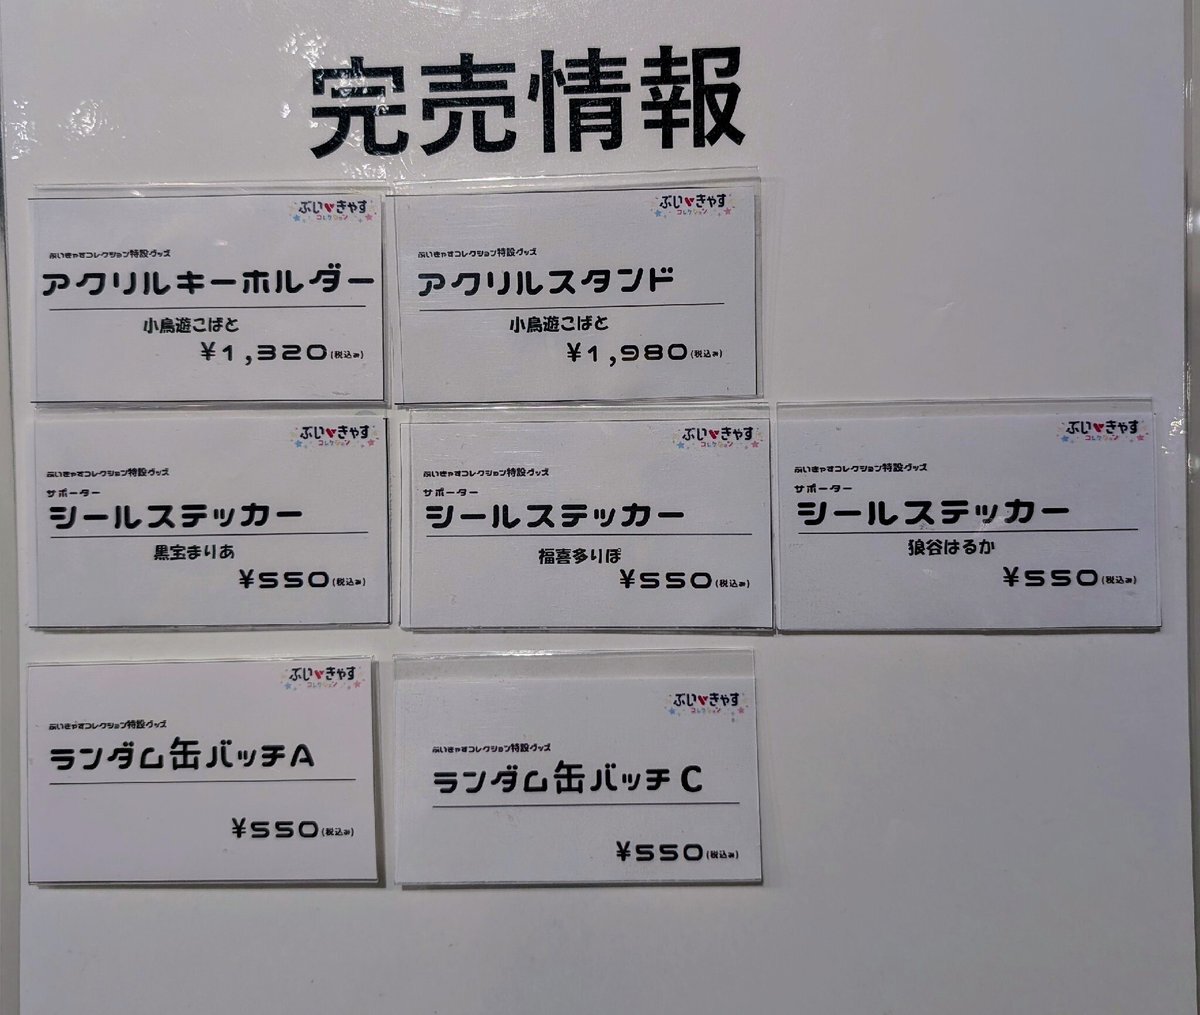 完売情報
ぶい♥きゃす
コレクション
ぶいきゃすコレクション特設グッズ
アクリルキーホルダー
小鳥遊こばと
¥1,320(税込み)
ぶい♥きゃす
コレクション
ぶいきゃすコレクション特設グッズ
アクリルスタンド
小鳥遊こばと
¥1,980(税込み)
ぶい♥きゃす
コレクション
ぶいきゃすコレクション特設グッズ
サポーター
シールステッカー
黒宝まりあ
¥550(税込み)
ぶい♥きゃす
コレクション
ぶいきゃすコレクション特設グッズ
サポーター
シールステッカー
福喜多りぽ
¥550(税込み)
ぶい♥きゃす
コレクション
ぶいきゃすコレクション特設グッズ
サポーター
シールステッカー
狼谷はるか
¥550(税込み)
ぶい♥きゃす
コレクション
ぶいきゃすコレクション特設グッズ
ランダム缶バッチA
¥550(税込み)
ぶい♥きゃす
コレクション
ぶいきゃすコレクション特設グッズ
ランダム缶バッチC
¥550(税込み)